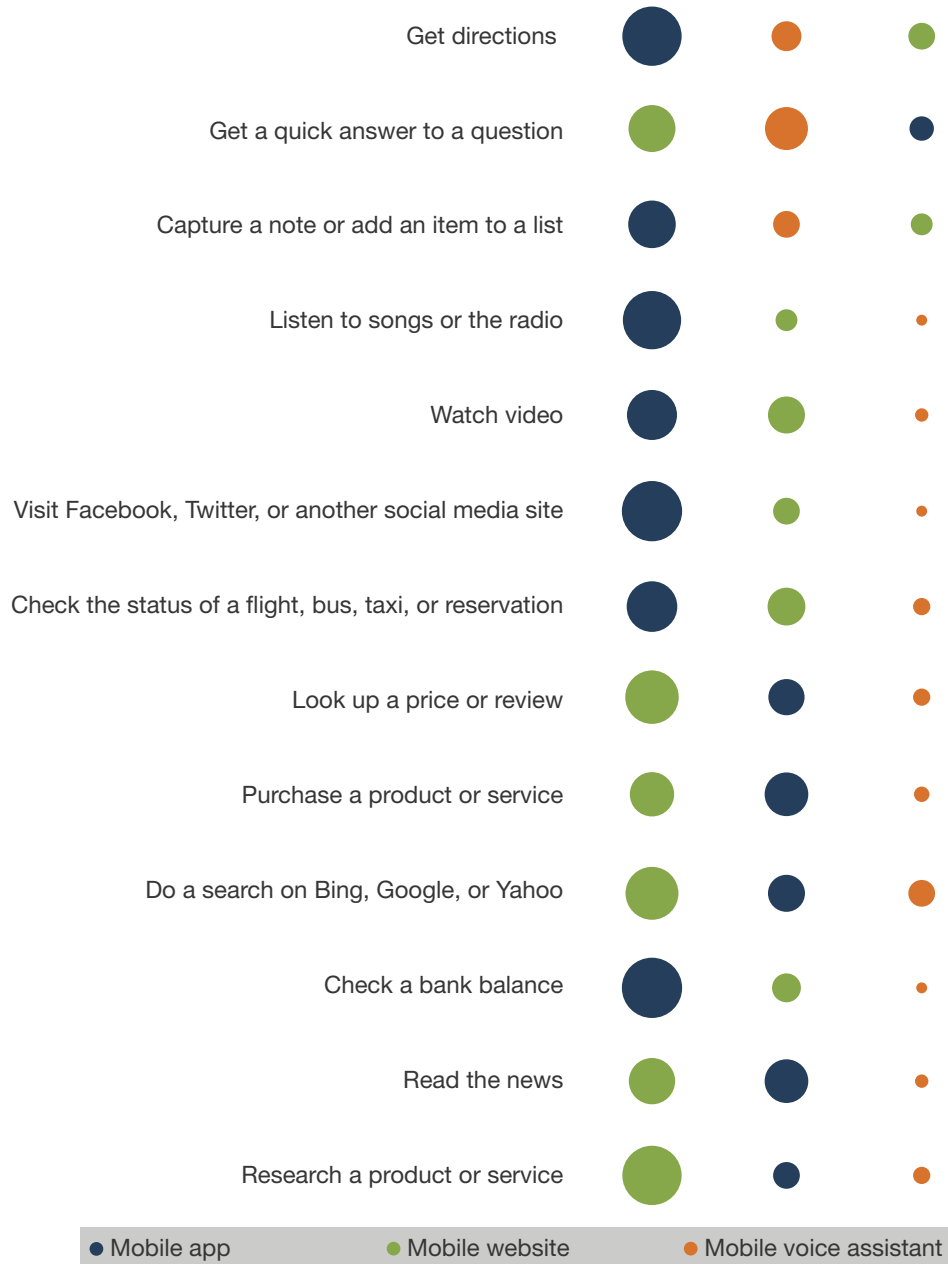 Get directions
Get a quick answer to a question
Capture a note or add an item to a list
Listen to songs or the radio
Watch video
Visit Facebook, Twitter, or another social media site
Check the status of a flight, bus, taxi, or reservation
Look up a price or review
Purchase a product or service
Do a search on Bing, Google, or Yahoo
Check a bank balance
Read the news
Research a product or service
Mobile app Mobile website Mobile voice assistant